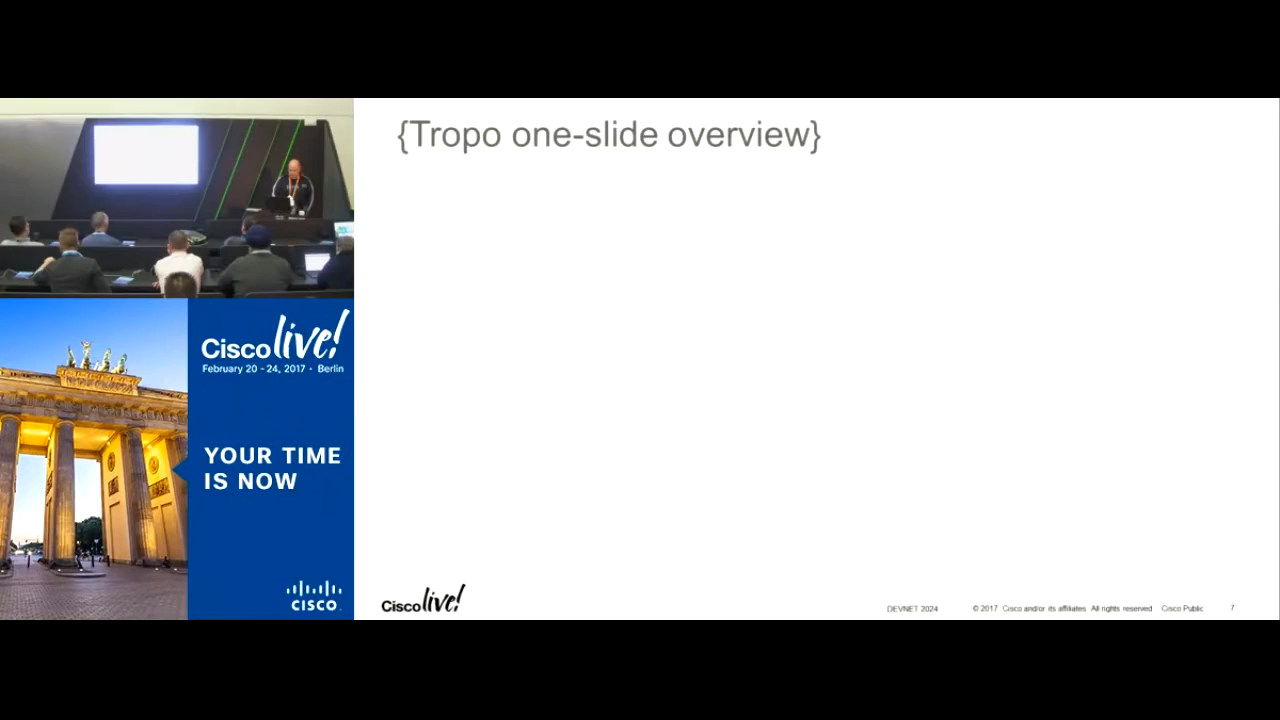 {Tropo one-slide overview}
Cisco live!
February 20 - 24, 2017 • Berlin
YOUR TIME
IS NOW
CISCO
Cisco live!
DEVNET 2024 © 2017 Cisco and/or its affiliates. All rights reserved. Cisco Public 7